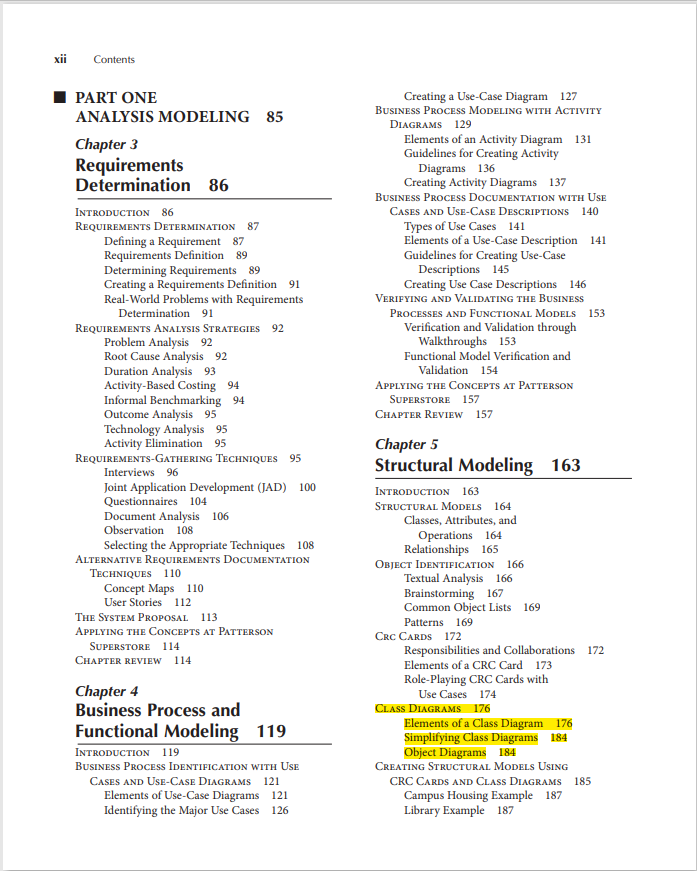 xii Contents
PART ONE
ANALYSIS MODELING 85
Chapter 3
Requirements
Determination 86
INTRODUCTION 86
REQUIREMENTS DETERMINATION 87
Defining a Requirement 87
Requirements Definition 89
Determining Requirements 89
Creating a Requirements Definition 91
Real-World Problems with Requirements
Determination 91
REQUIREMENTS ANALYSIS STRATEGIES 92
Problem Analysis 92
Root Cause Analysis 92
Duration Analysis 93
Activity-Based Costing 94
Informal Benchmarking 94
Outcome Analysis 95
Technology Analysis 95
Activity Elimination 95
REQUIREMENTS-GATHERING TECHNIQUES 95
Interviews 96
Joint Application Development (JAD) 100
Questionnaires 104
Document Analysis 106
Observation 108
Selecting the Appropriate Techniques 108
ALTERNATIVE REQUIREMENTS DOCUMENTATION
TECHNIQUES 110
Concept Maps 110
User Stories 112
THE SYSTEM PROPOSAL 113
APPLYING THE CONCEPTS AT PATTERSON
SUPERSTORE 114
CHAPTER REVIEW 114
Chapter 4
Business Process and
Functional Modeling 119
INTRODUCTION 119
BUSINESS PROCESS IDENTIFICATION WITH USE
CASES AND USE-CASE DIAGRAMS 121
Elements of Use-Case Diagrams 121
Identifying the Major Use Cases 126
Creating a Use-Case Diagram 127
BUSINESS PROCESS MODELING WITH ACTIVITY
DIAGRAMS 129
Elements of an Activity Diagram 131
Guidelines for Creating Activity
Diagrams 136
Creating Activity Diagrams 137
BUSINESS PROCESS DOCUMENTATION WITH USE
CASES AND USE-CASE DESCRIPTIONS 140
Types of Use Cases 141
Elements of a Use-Case Description 141
Guidelines for Creating Use-Case
Descriptions 145
Creating Use Case Descriptions 146
VERIFYING AND VALIDATING THE BUSINESS
PROCESSES AND FUNCTIONAL MODELS 153
Verification and Validation through
Walkthroughs 153
Functional Model Verification and
Validation 154
APPLYING THE CONCEPTS AT PATTERSON
SUPERSTORE 157
CHAPTER REVIEW 157
Chapter 5
Structural Modeling 163
INTRODUCTION 163
STRUCTURAL MODELS 164
Classes, Attributes, and
Operations 164
Relationships 165
OBJECT IDENTIFICATION 166
Textual Analysis 166
Brainstorming 167
Common Object Lists 169
Patterns 169
CRC CARDS 172
Responsibilities and Collaborations 172
Elements of a CRC Card 173
Role-Playing CRC Cards with
Use Cases 174
CLASS DIAGRAMS 176
Elements of a Class Diagram 176
Simplifying Class Diagrams 184
Object Diagrams 184
CREATING STRUCTURAL MODELS USING
CRC CARDS AND CLASS DIAGRAMS 185
Campus Housing Example 187
Library Example 187